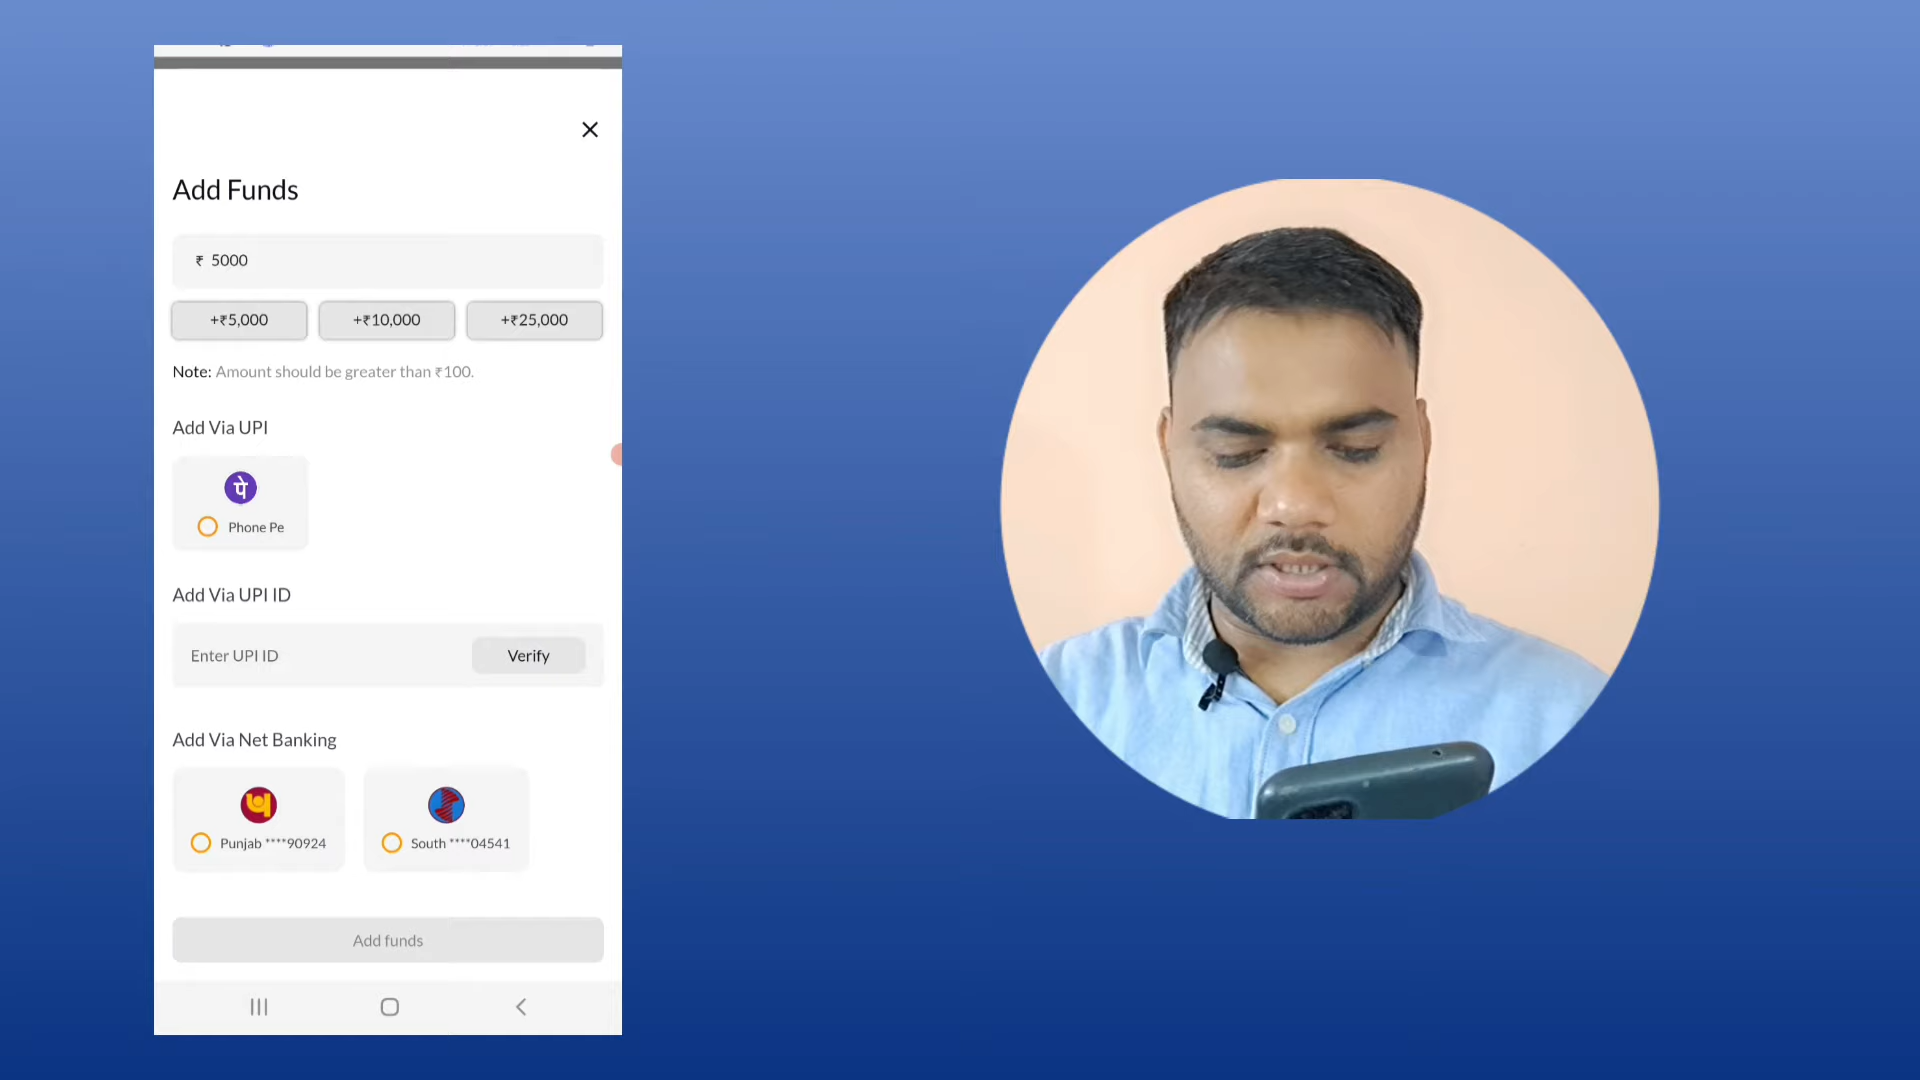 Add Funds
₹ 5000
+₹5,000 +₹10,000 +₹25,000
Note: Amount should be greater than ₹100.
Add Via UPI
पे
Phone Pe
Add Via UPI ID
Enter UPI ID Verify
Add Via Net Banking
Punjab ****90924 South ****04541
Add funds